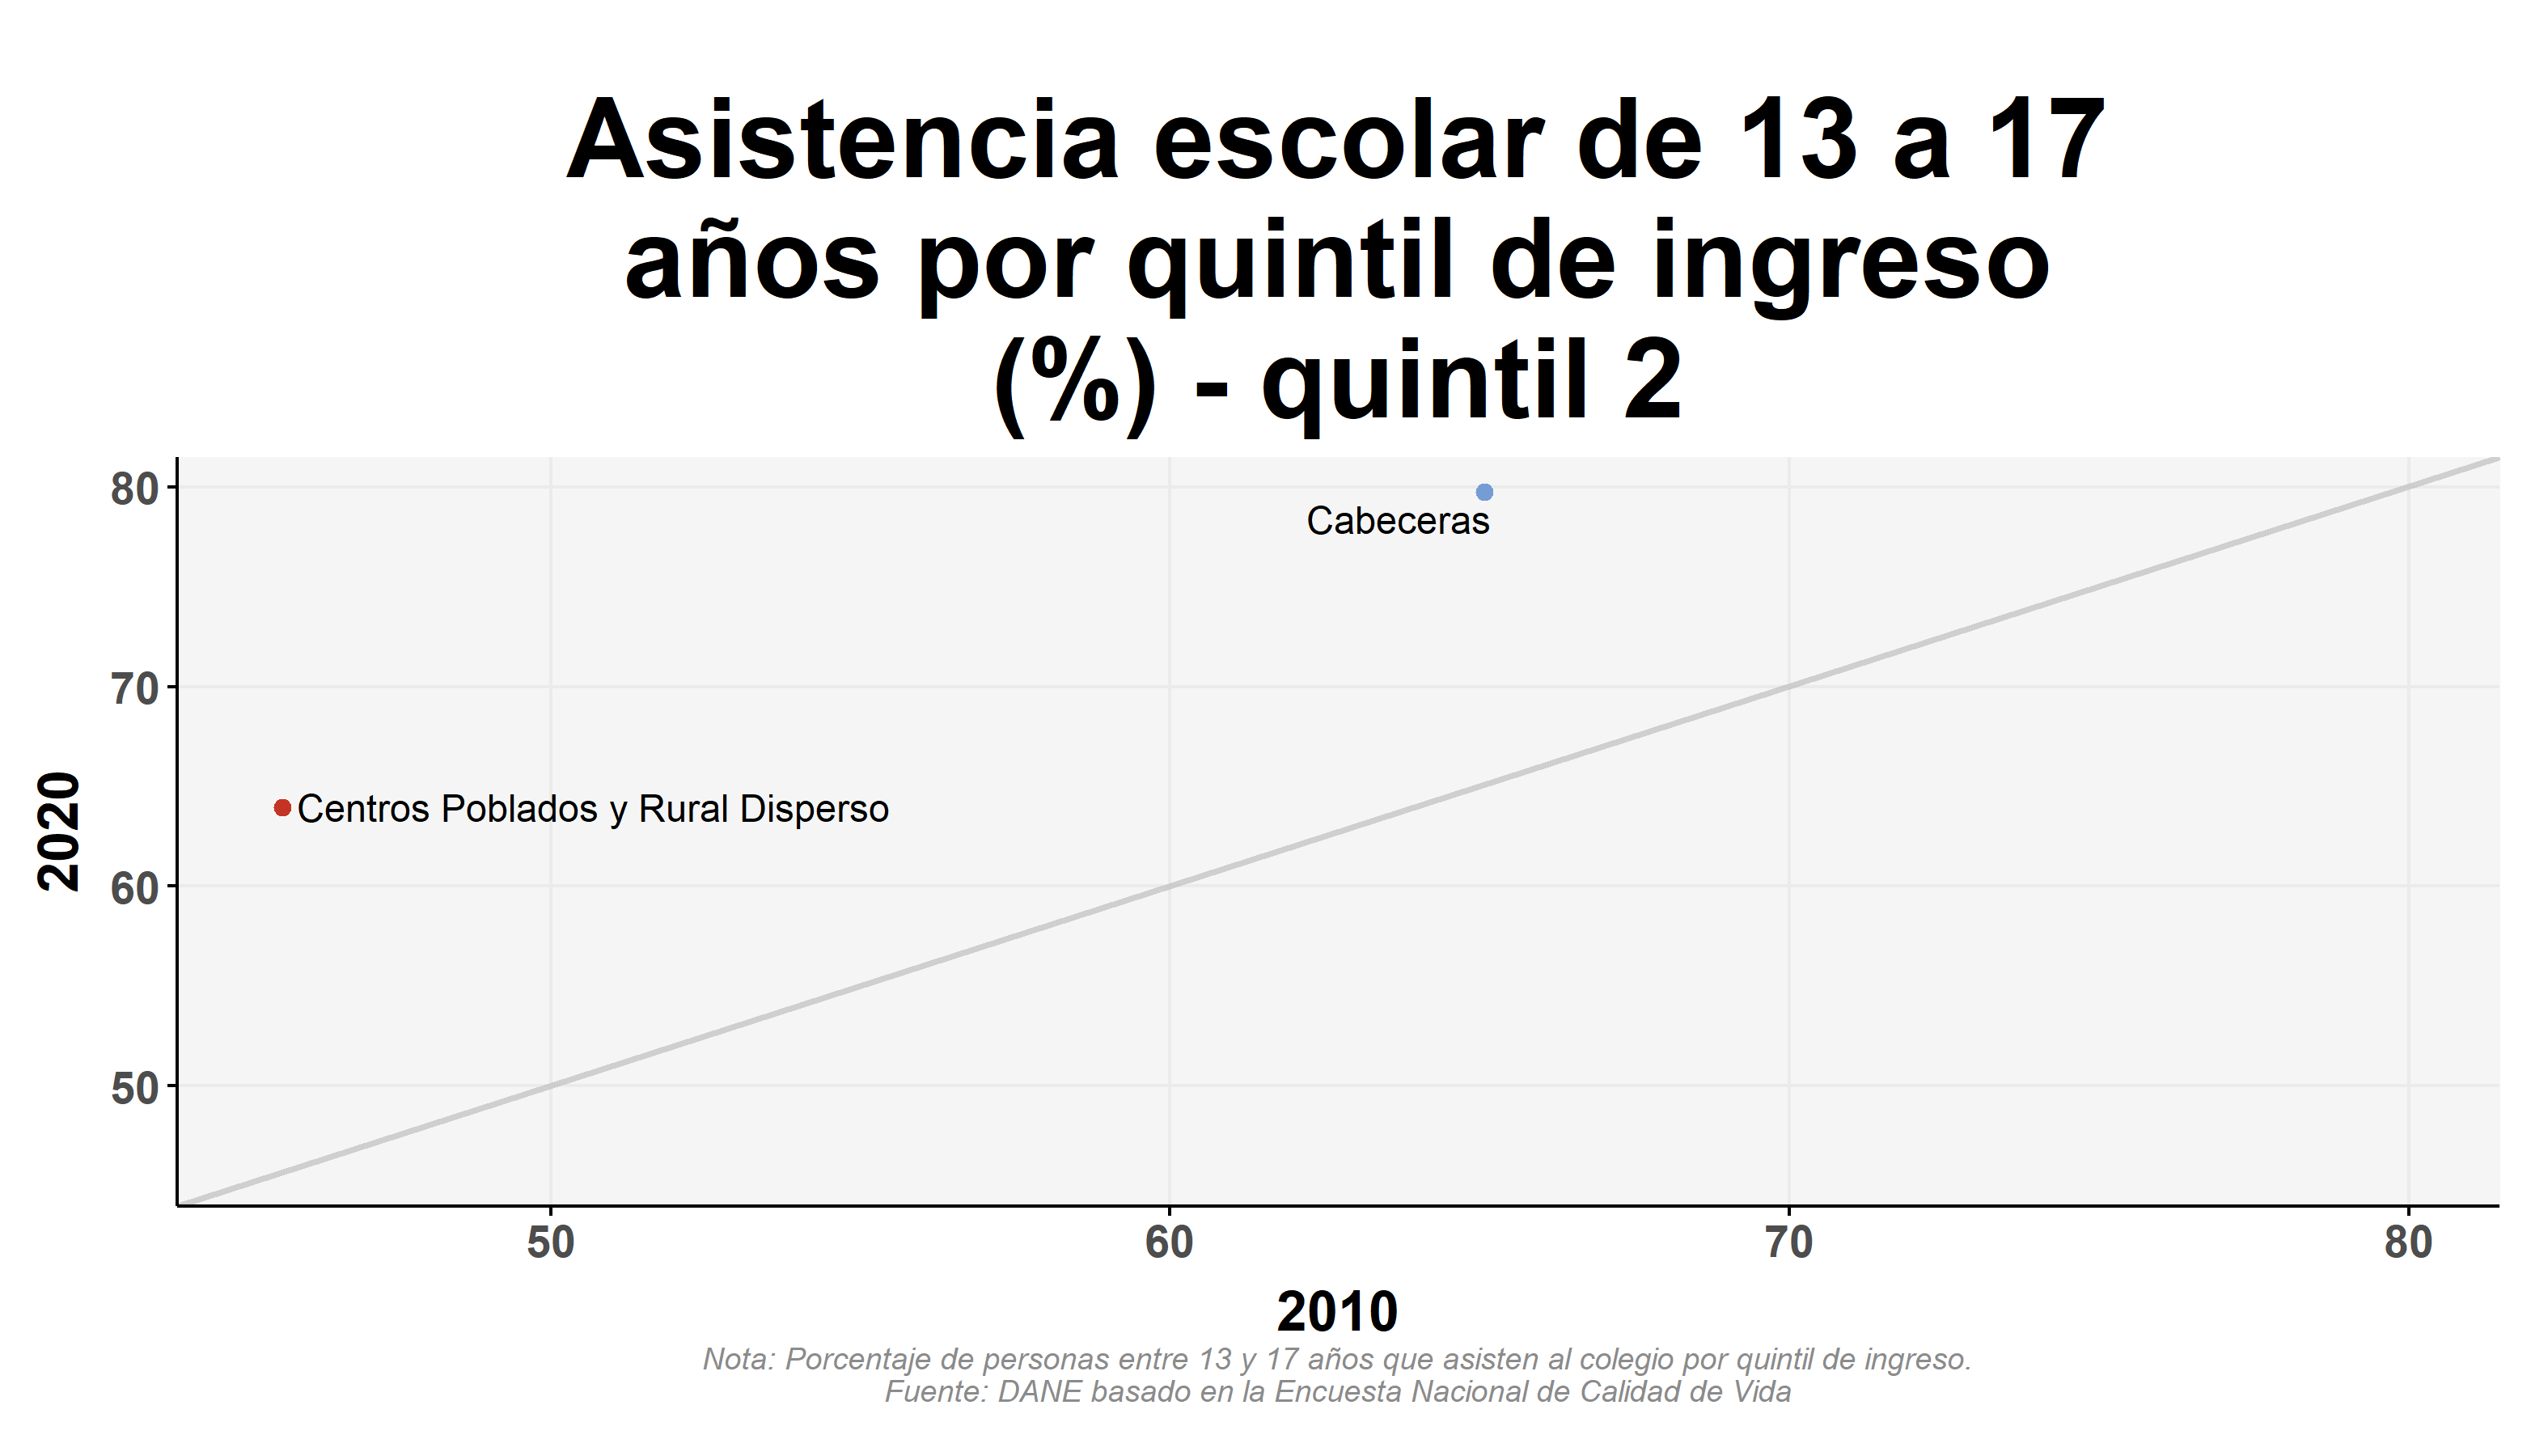 Asistencia escolar de 13 a 17
años por quintil de ingreso
(%) - quintil 2
80
Cabeceras
70
Centros Poblados y Rural Disperso
2020
60
50
50 60 70 80
2010
Nota: Porcentaje de personas entre 13 y 17 años que asisten al colegio por quintil de ingreso.
Fuente: DANE basado en la Encuesta Nacional de Calidad de Vida